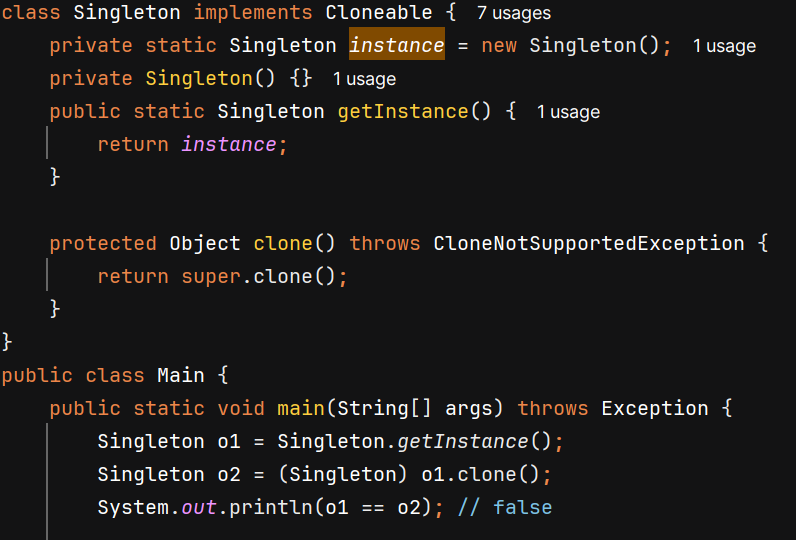 class Singleton implements Cloneable { 7 usages
    private static Singleton instance = new Singleton(); 1 usage
    private Singleton() {} 1 usage
    public static Singleton getInstance() { 1 usage
        return instance;
    }
    protected Object clone() throws CloneNotSupportedException {
        return super.clone();
    }
}
public class Main {
    public static void main(String[] args) throws Exception {
        Singleton o1 = Singleton.getInstance();
        Singleton o2 = (Singleton) o1.clone();
        System.out.println(o1 == o2); // false